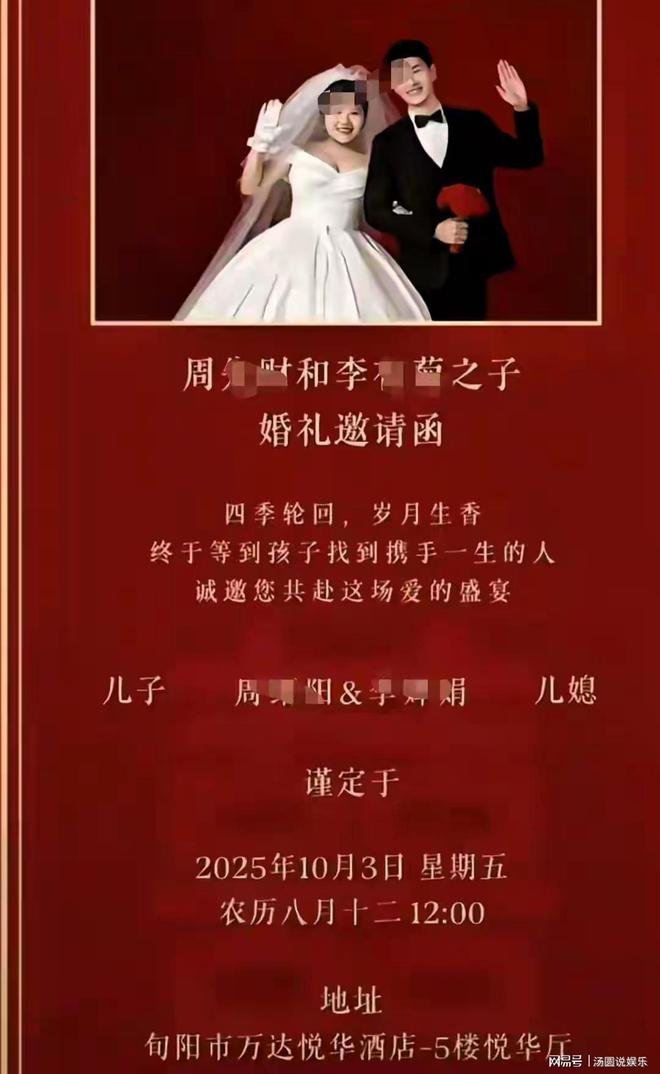 周 财和李 菊之子
婚礼邀请函
四季轮回，岁月生香
终于等到孩子找到携手一生的人
诚邀您共赴这场爱的盛宴
儿子 周 阳&李 娟 儿媳
谨定于
2025年10月3日 星期五
农历八月十二 12:00
地址
旬阳市万达悦华酒店-5楼悦华厅
网易号 | 汤圆说娱乐